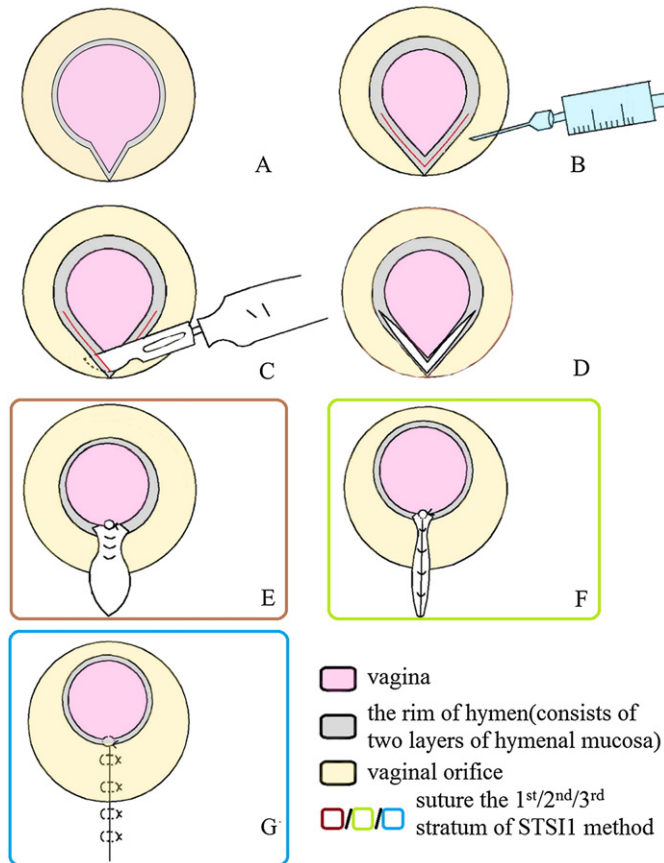 A
B
C
D
E
F
G
vagina
the rim of hymen(consists of
two layers of hymenal mucosa)
vaginal orifice
suture the 1st/2nd/3rd
stratum of STSI1 method